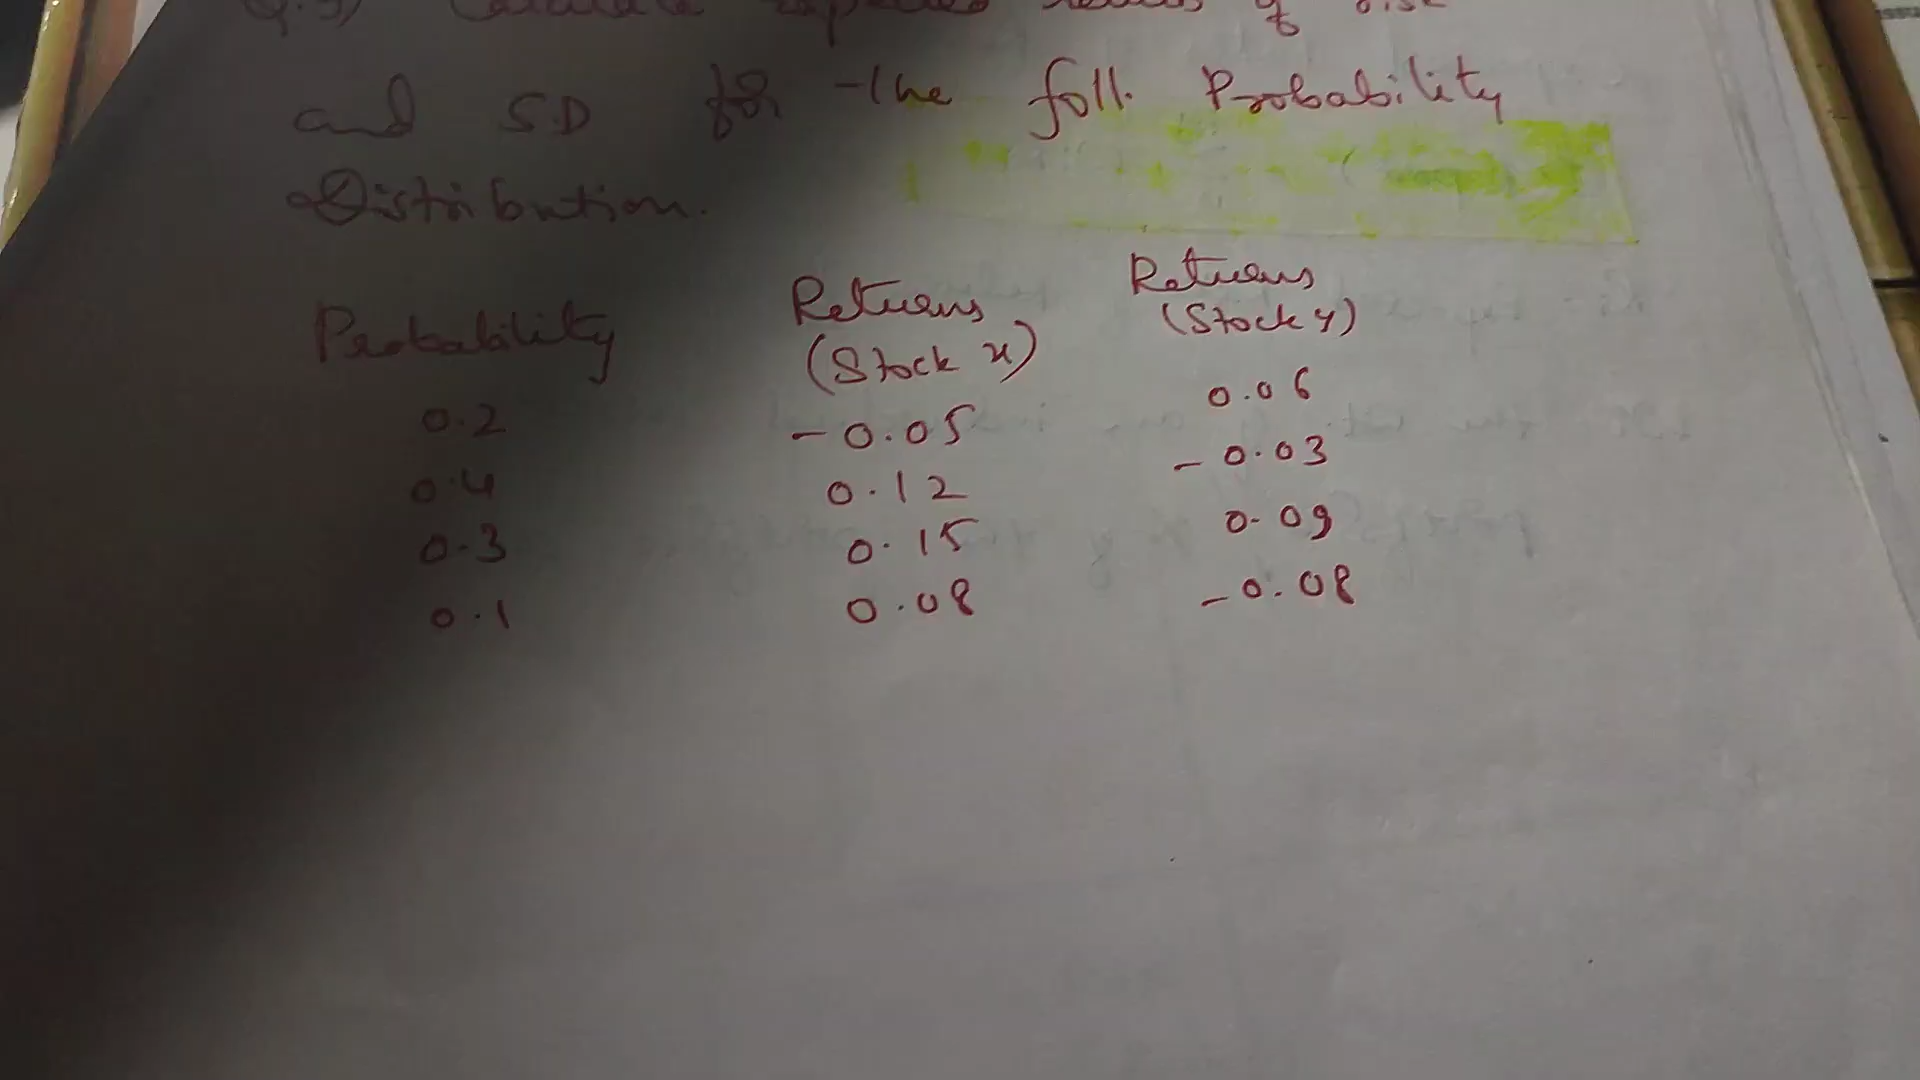 and S.D for the foll. Probability
Distribution.
Probability Returns (Stock x) Returns (Stock y)
0.2 -0.05 0.06
0.4 0.12 -0.03
0.3 0.15 0.09
0.1 0.08 -0.08